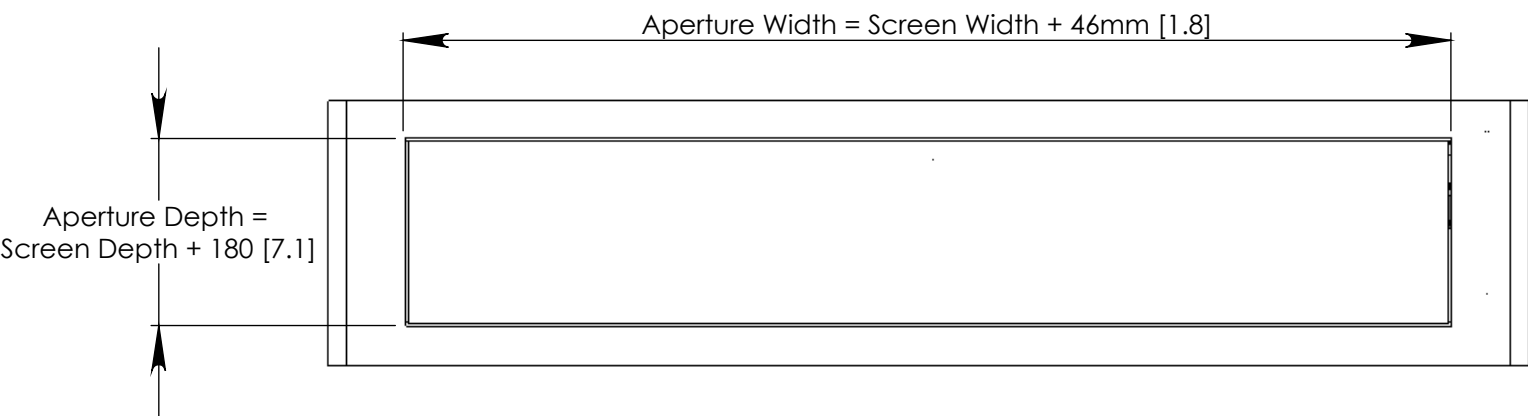 Aperture Width = Screen Width + 46mm [1.8]
Aperture Depth =
Screen Depth + 180 [7.1]